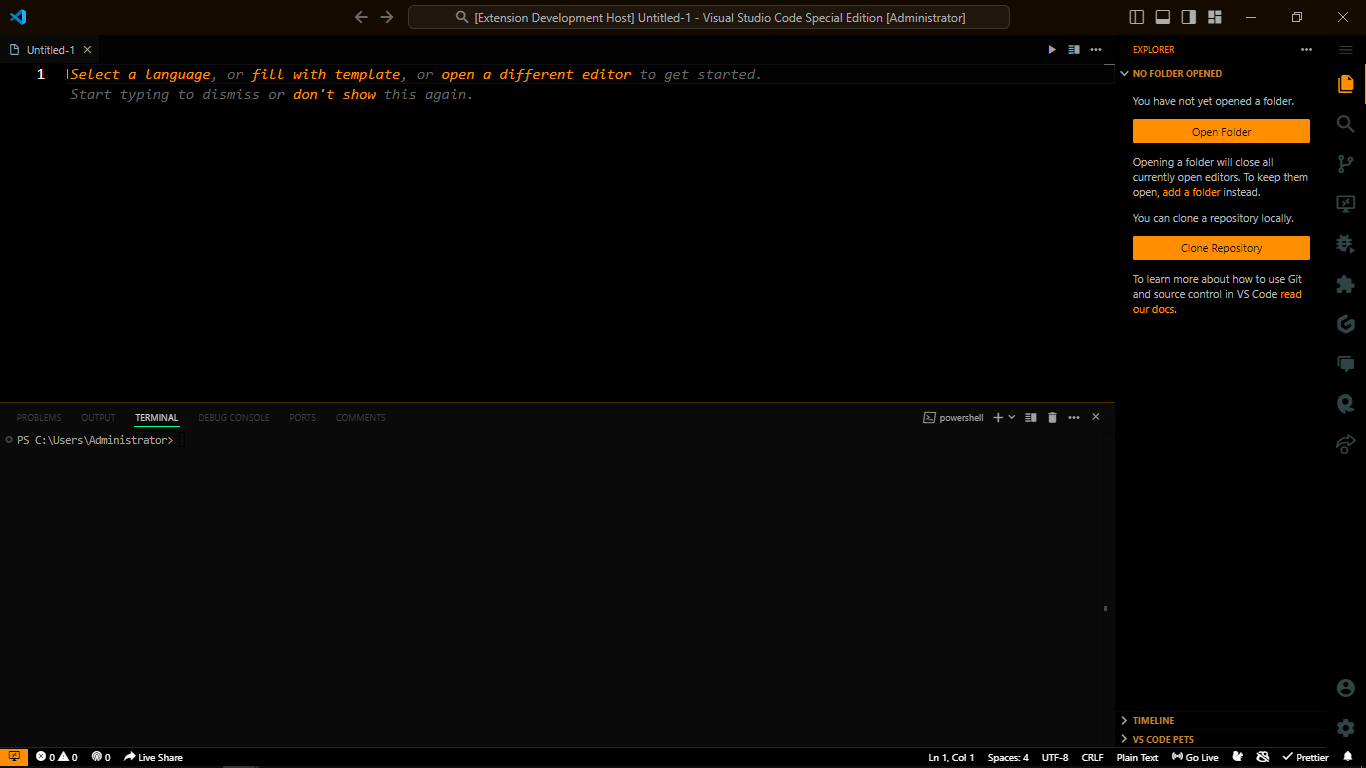 [Extension Development Host] Untitled-1 - Visual Studio Code Special Edition [Administrator]
Untitled-1
1 Select a language, or fill with template, or open a different editor to get started.
Start typing to dismiss or don't show this again.
EXPLORER
NO FOLDER OPENED
You have not yet opened a folder.
Open Folder
Opening a folder will close all
currently open editors. To keep them
open, add a folder instead.
You can clone a repository locally.
Clone Repository
To learn more about how to use Git
and source control in VS Code read
our docs.
PROBLEMS OUTPUT TERMINAL DEBUG CONSOLE PORTS COMMENTS powershell
PS C:\Users\Administrator>
TIMELINE
VS CODE PETS
0 0 0 Live Share Ln 1, Col 1 Spaces: 4 UTF-8 CRLF Plain Text Go Live Prettier